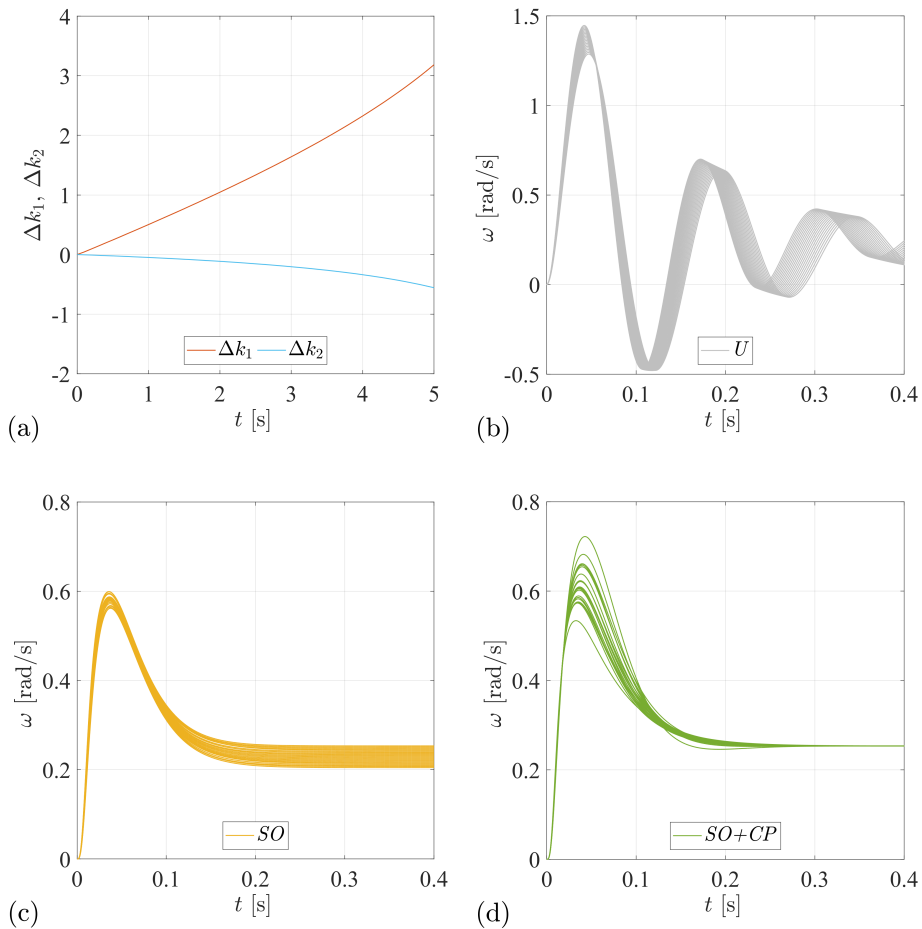 4
3
2
1
0
-1
-2
Δk₁, Δk₂
Δk₁ Δk₂
0 1 2 3 4 5
t [s]
(a)
1.5
1
0.5
0
-0.5
ω [rad/s]
U
0 0.1 0.2 0.3 0.4
t [s]
(b)
0.8
0.6
0.4
0.2
0
ω [rad/s]
SO
0 0.1 0.2 0.3 0.4
t [s]
(c)
0.8
0.6
0.4
0.2
0
ω [rad/s]
SO+CP
0 0.1 0.2 0.3 0.4
t [s]
(d)